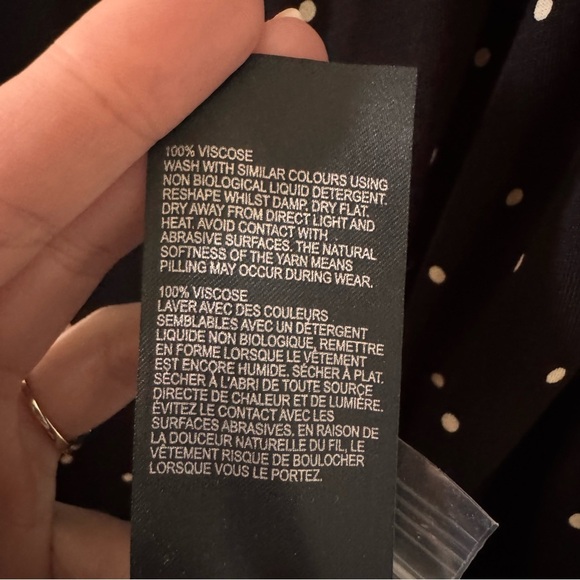 100% VISCOSE
WASH WITH SIMILAR COLOURS USING
NON BIOLOGICAL LIQUID DETERGENT.
RESHAPE WHILST DAMP. DRY FLAT.
DRY AWAY FROM DIRECT LIGHT AND
HEAT. AVOID CONTACT WITH
ABRASIVE SURFACES. THE NATURAL
SOFTNESS OF THE YARN MEANS
PILLING MAY OCCUR DURING WEAR.
100% VISCOSE
LAVER AVEC DES COULEURS
SEMBLABLES AVEC UN DÉTERGENT
LIQUIDE NON BIOLOGIQUE, REMETTRE
EN FORME LORSQUE LE VÊTEMENT
EST ENCORE HUMIDE. SÉCHER À PLAT.
SÉCHER À L'ABRI DE TOUTE SOURCE
DIRECTE DE CHALEUR ET DE LUMIÈRE.
ÉVITEZ LE CONTACT AVEC LES
SURFACES ABRASIVES. EN RAISON DE
LA DOUCEUR NATURELLE DU FIL, LE
VÊTEMENT RISQUE DE BOULOCHER
LORSQUE VOUS LE PORTEZ.